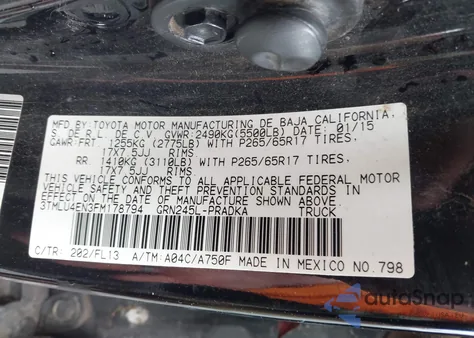 MFD.BY:TOYOTA MOTOR MANUFACTURING DE BAJA CALIFORNIA,
S. DE R.L. DE C.V. GVWR:2490KG(5500LB) DATE: 01/15
GAWR:FRT. 1255KG (2775LB) WITH P265/65R17 TIRES,
17X7.5JJ RIMS
RR 1410KG (3110LB) WITH P265/65R17 TIRES,
17X7.5JJ RIMS
THIS VEHICLE CONFORMS TO ALL APPLICABLE FEDERAL MOTOR
VEHICLE SAFETY AND THEFT PREVENTION STANDARDS IN
EFFECT ON THE DATE OF MANUFACTURE SHOWN ABOVE.
3TMLU4EN3FM178794 GRN245L-PRADKA TRUCK
C/TR: 202/FL13 A/TM:A04C/A750F MADE IN MEXICO NO.798
autoSnap